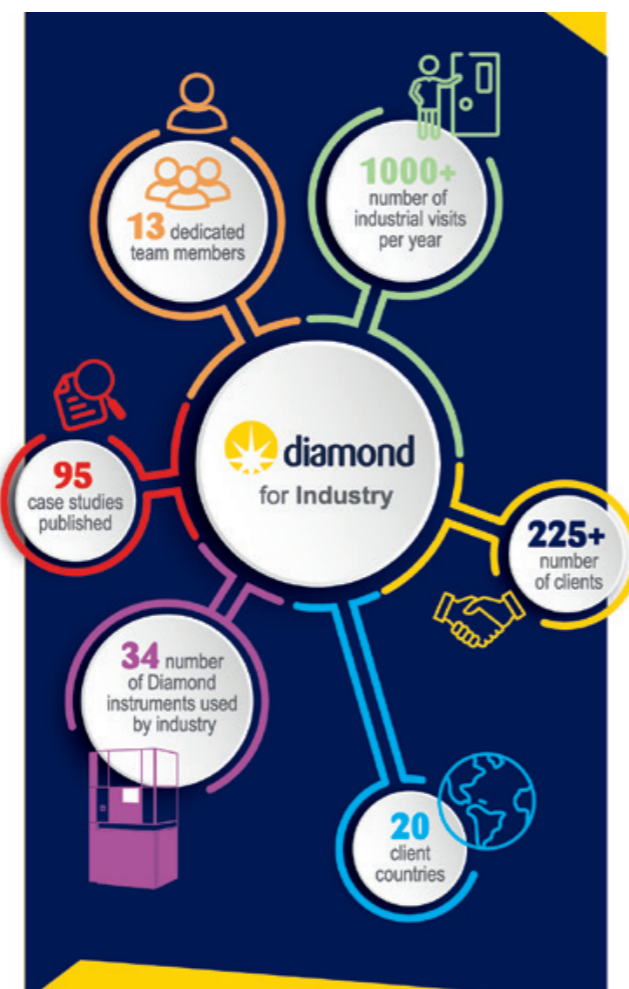 13 dedicated
team members
1000+
number of
industrial visits
per year
diamond
for Industry
95
case studies
published
225+
number
of clients
34 number
of Diamond
instruments used
by industry
20
client
countries